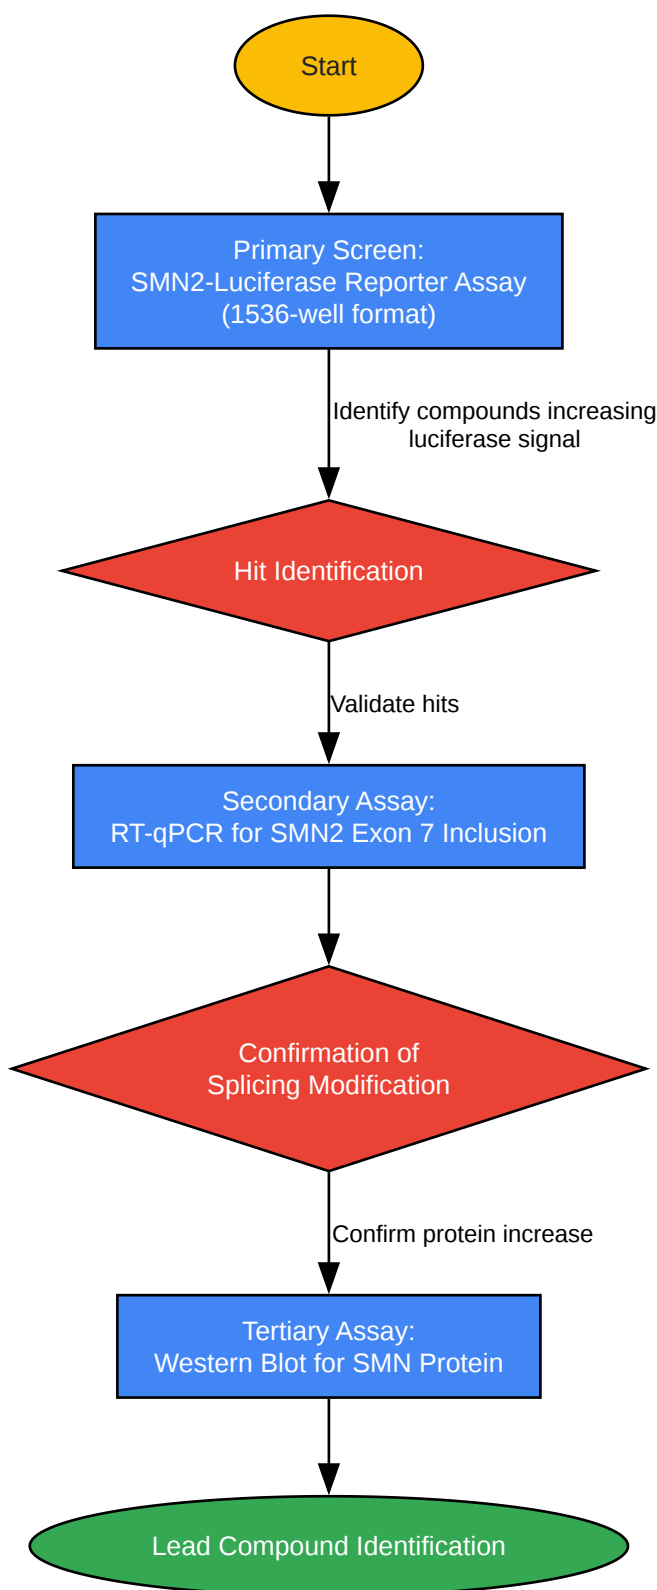 Start
Primary Screen:
SMN2-Luciferase Reporter Assay
(1536-well format)
Identify compounds increasing
luciferase signal
Hit Identification
Validate hits
Secondary Assay:
RT-qPCR for SMN2 Exon 7 Inclusion
Confirmation of
Splicing Modification
Confirm protein increase
Tertiary Assay:
Western Blot for SMN Protein
Lead Compound Identification